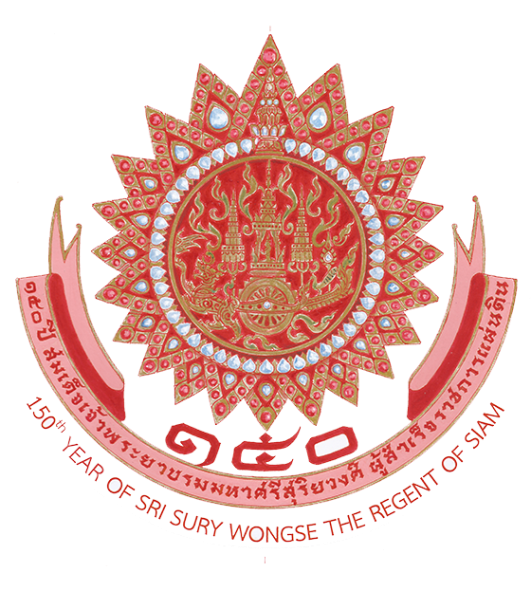 ๑๕๐
๑๕๐ ปี สมเด็จเจ้าพระยาบรมมหาศรีสุริยวงศ์ ผู้สำเร็จราชการแผ่นดิน
150th YEAR OF SRI SURY WONGSE THE REGENT OF SIAM